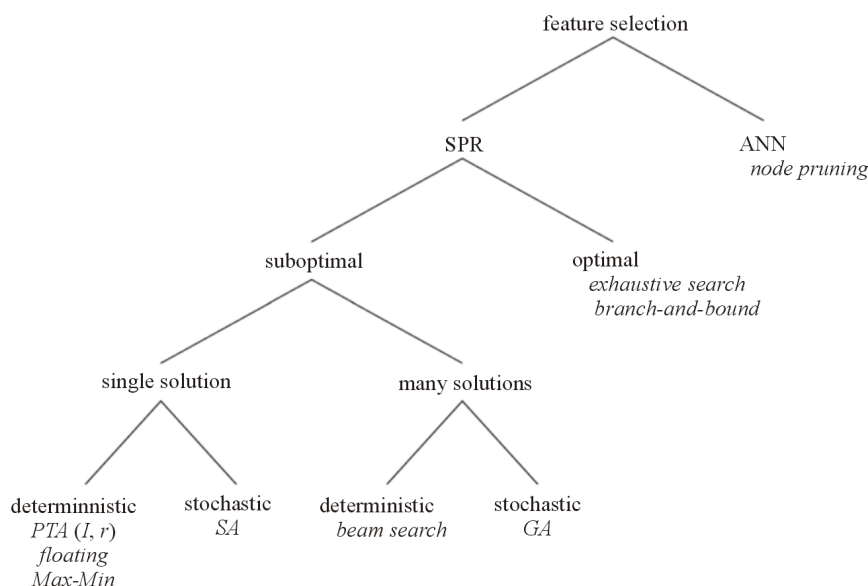 feature selection
SPR
ANN
node pruning
suboptimal
optimal
exhaustive search
branch-and-bound
single solution
many solutions
determinnistic
PTA (I, r)
floating
Max-Min
stochastic
SA
deterministic
beam search
stochastic
GA